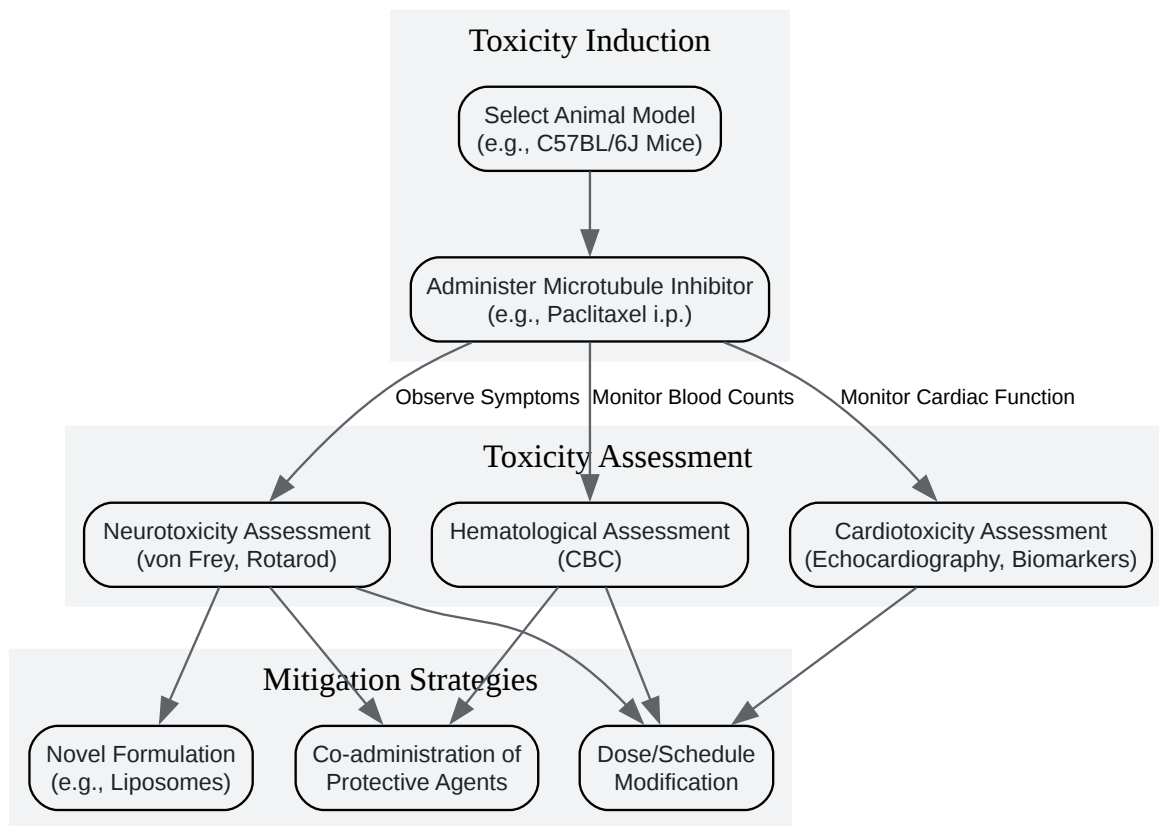 Toxicity Induction
Select Animal Model
(e.g., C57BL/6J Mice)
Administer Microtubule Inhibitor
(e.g., Paclitaxel i.p.)
Observe Symptoms
Monitor Blood Counts
Monitor Cardiac Function
Toxicity Assessment
Neurotoxicity Assessment
(von Frey, Rotarod)
Hematological Assessment
(CBC)
Cardiotoxicity Assessment
(Echocardiography, Biomarkers)
Mitigation Strategies
Novel Formulation
(e.g., Liposomes)
Co-administration of
Protective Agents
Dose/Schedule
Modification